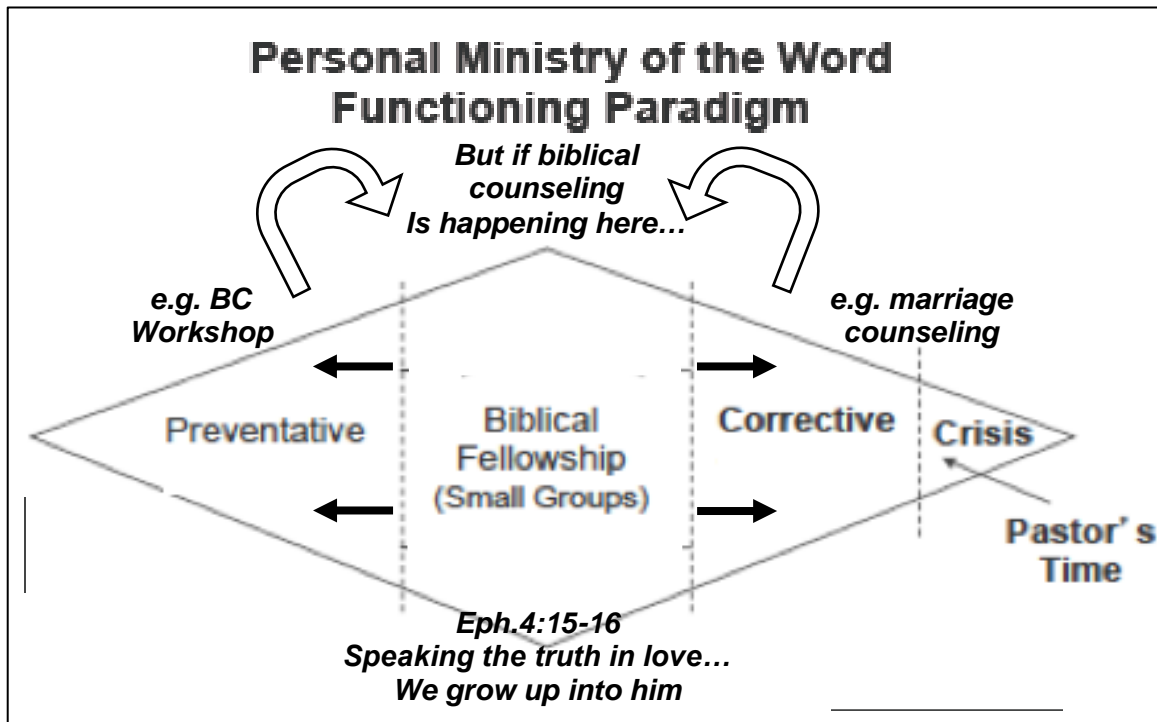 Personal Ministry of the Word
Functioning Paradigm
But if biblical
counseling
Is happening here…
e.g. BC
Workshop
e.g. marriage
counseling
Preventative
Biblical
Fellowship
(Small Groups)
Corrective
Crisis
Pastor's
Time
Eph.4:15-16
Speaking the truth in love…
We grow up into him